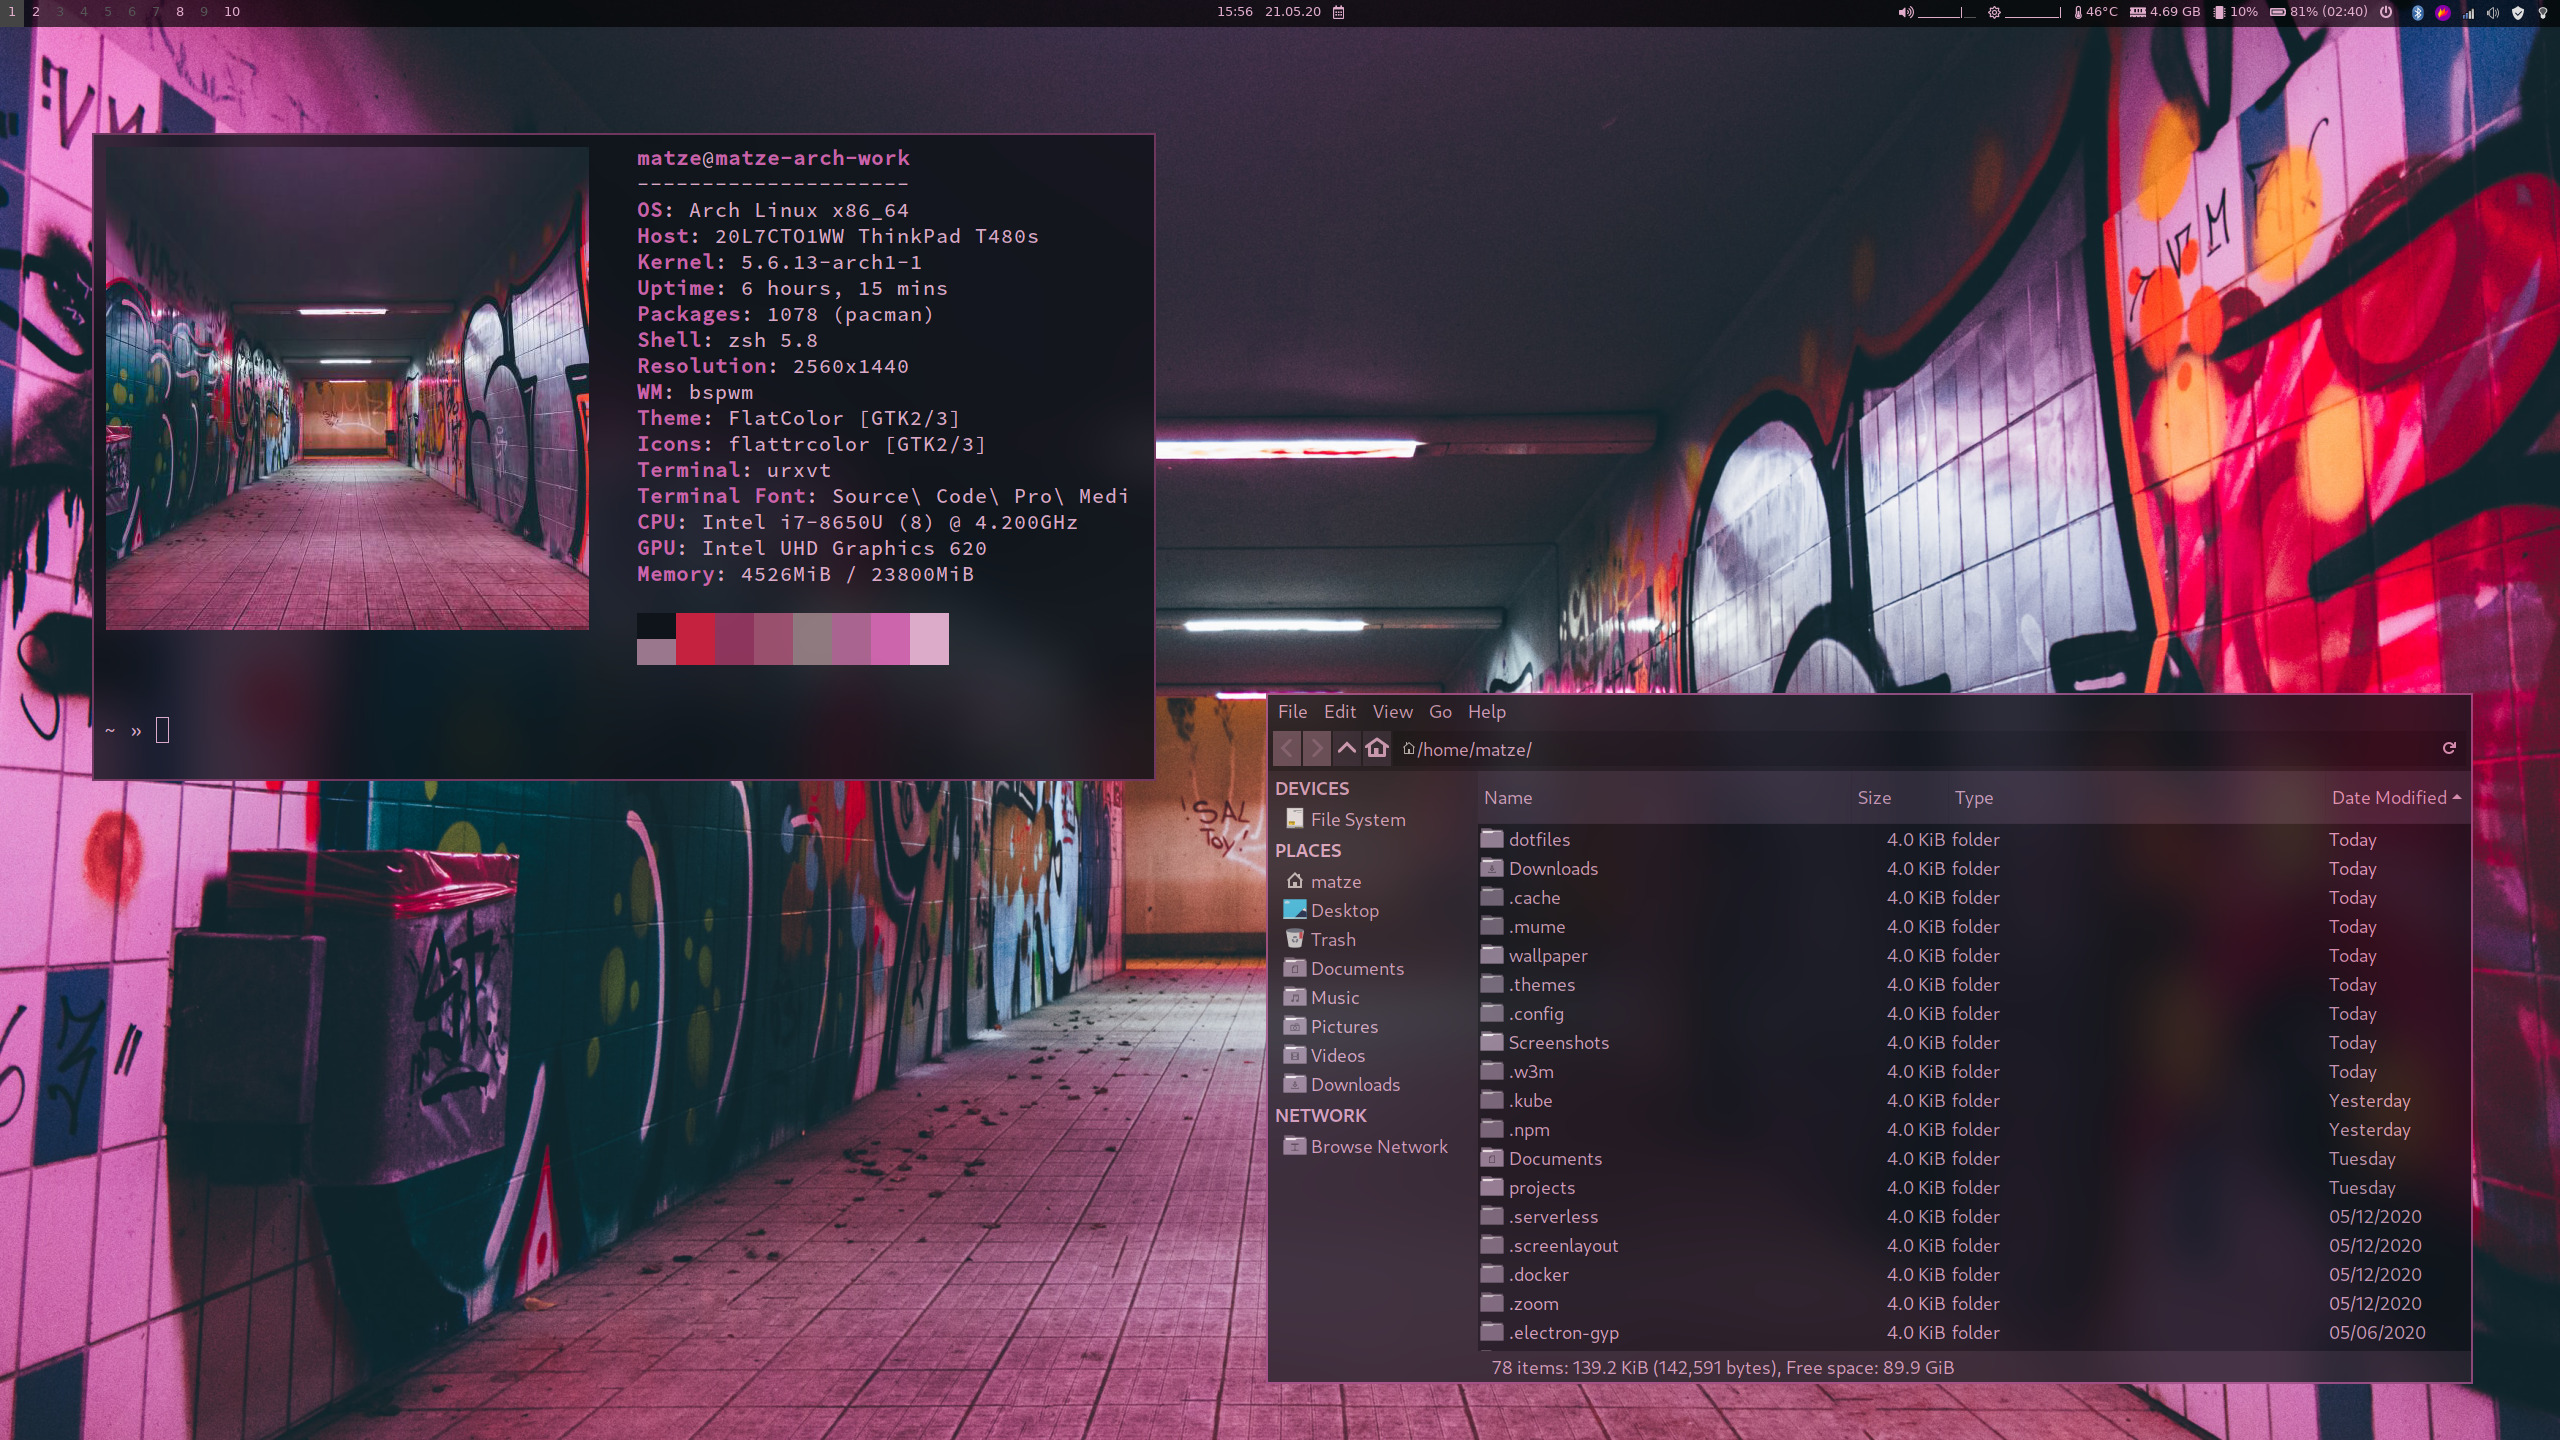 1 2 3 4 5 6 7 8 9 10
15:56 21.05.20
46°C 4.69 GB 10% 81% (02:40)
matze@matze-arch-work
---------------------
OS: Arch Linux x86_64
Host: 20L7CTO1WW ThinkPad T480s
Kernel: 5.6.13-arch1-1
Uptime: 6 hours, 15 mins
Packages: 1078 (pacman)
Shell: zsh 5.8
Resolution: 2560x1440
WM: bspwm
Theme: FlatColor [GTK2/3]
Icons: flattrcolor [GTK2/3]
Terminal: urxvt
Terminal Font: Source\ Code\ Pro\ Medi
CPU: Intel i7-8650U (8) @ 4.200GHz
GPU: Intel UHD Graphics 620
Memory: 4526MiB / 23800MiB
~ »
!SAL
Toy!
File Edit View Go Help
/home/matze/
DEVICES
File System
PLACES
matze
Desktop
Trash
Documents
Music
Pictures
Videos
Downloads
NETWORK
Browse Network
Name Size Type Date Modified
dotfiles 4.0 KiB folder Today
Downloads 4.0 KiB folder Today
.cache 4.0 KiB folder Today
.mume 4.0 KiB folder Today
wallpaper 4.0 KiB folder Today
.themes 4.0 KiB folder Today
.config 4.0 KiB folder Today
Screenshots 4.0 KiB folder Today
.w3m 4.0 KiB folder Today
.kube 4.0 KiB folder Yesterday
.npm 4.0 KiB folder Yesterday
Documents 4.0 KiB folder Tuesday
projects 4.0 KiB folder Tuesday
.serverless 4.0 KiB folder 05/12/2020
.screenlayout 4.0 KiB folder 05/12/2020
.docker 4.0 KiB folder 05/12/2020
.zoom 4.0 KiB folder 05/12/2020
.electron-gyp 4.0 KiB folder 05/06/2020
78 items: 139.2 KiB (142,591 bytes), Free space: 89.9 GiB